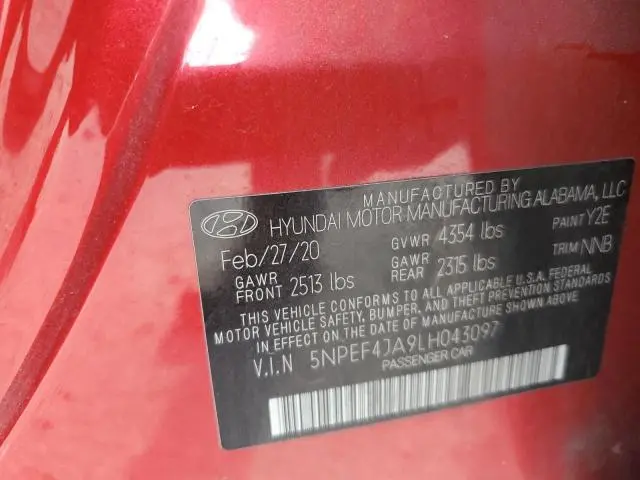 MANUFACTURED BY
HYUNDAI MOTOR MANUFACTURING ALABAMA, LLC
Feb/27/20 GVWR 4354 lbs PAINT Y2E
GAWR FRONT 2513 lbs GAWR REAR 2315 lbs TRIM NNB
THIS VEHICLE CONFORMS TO ALL APPLICABLE U.S.A. FEDERAL
MOTOR VEHICLE SAFETY, BUMPER, AND THEFT PREVENTION STANDARDS
IN EFFECT ON THE DATE OF MANUFACTURE SHOWN ABOVE
V.I.N 5NPEF4JA9LH043097
PASSENGER CAR